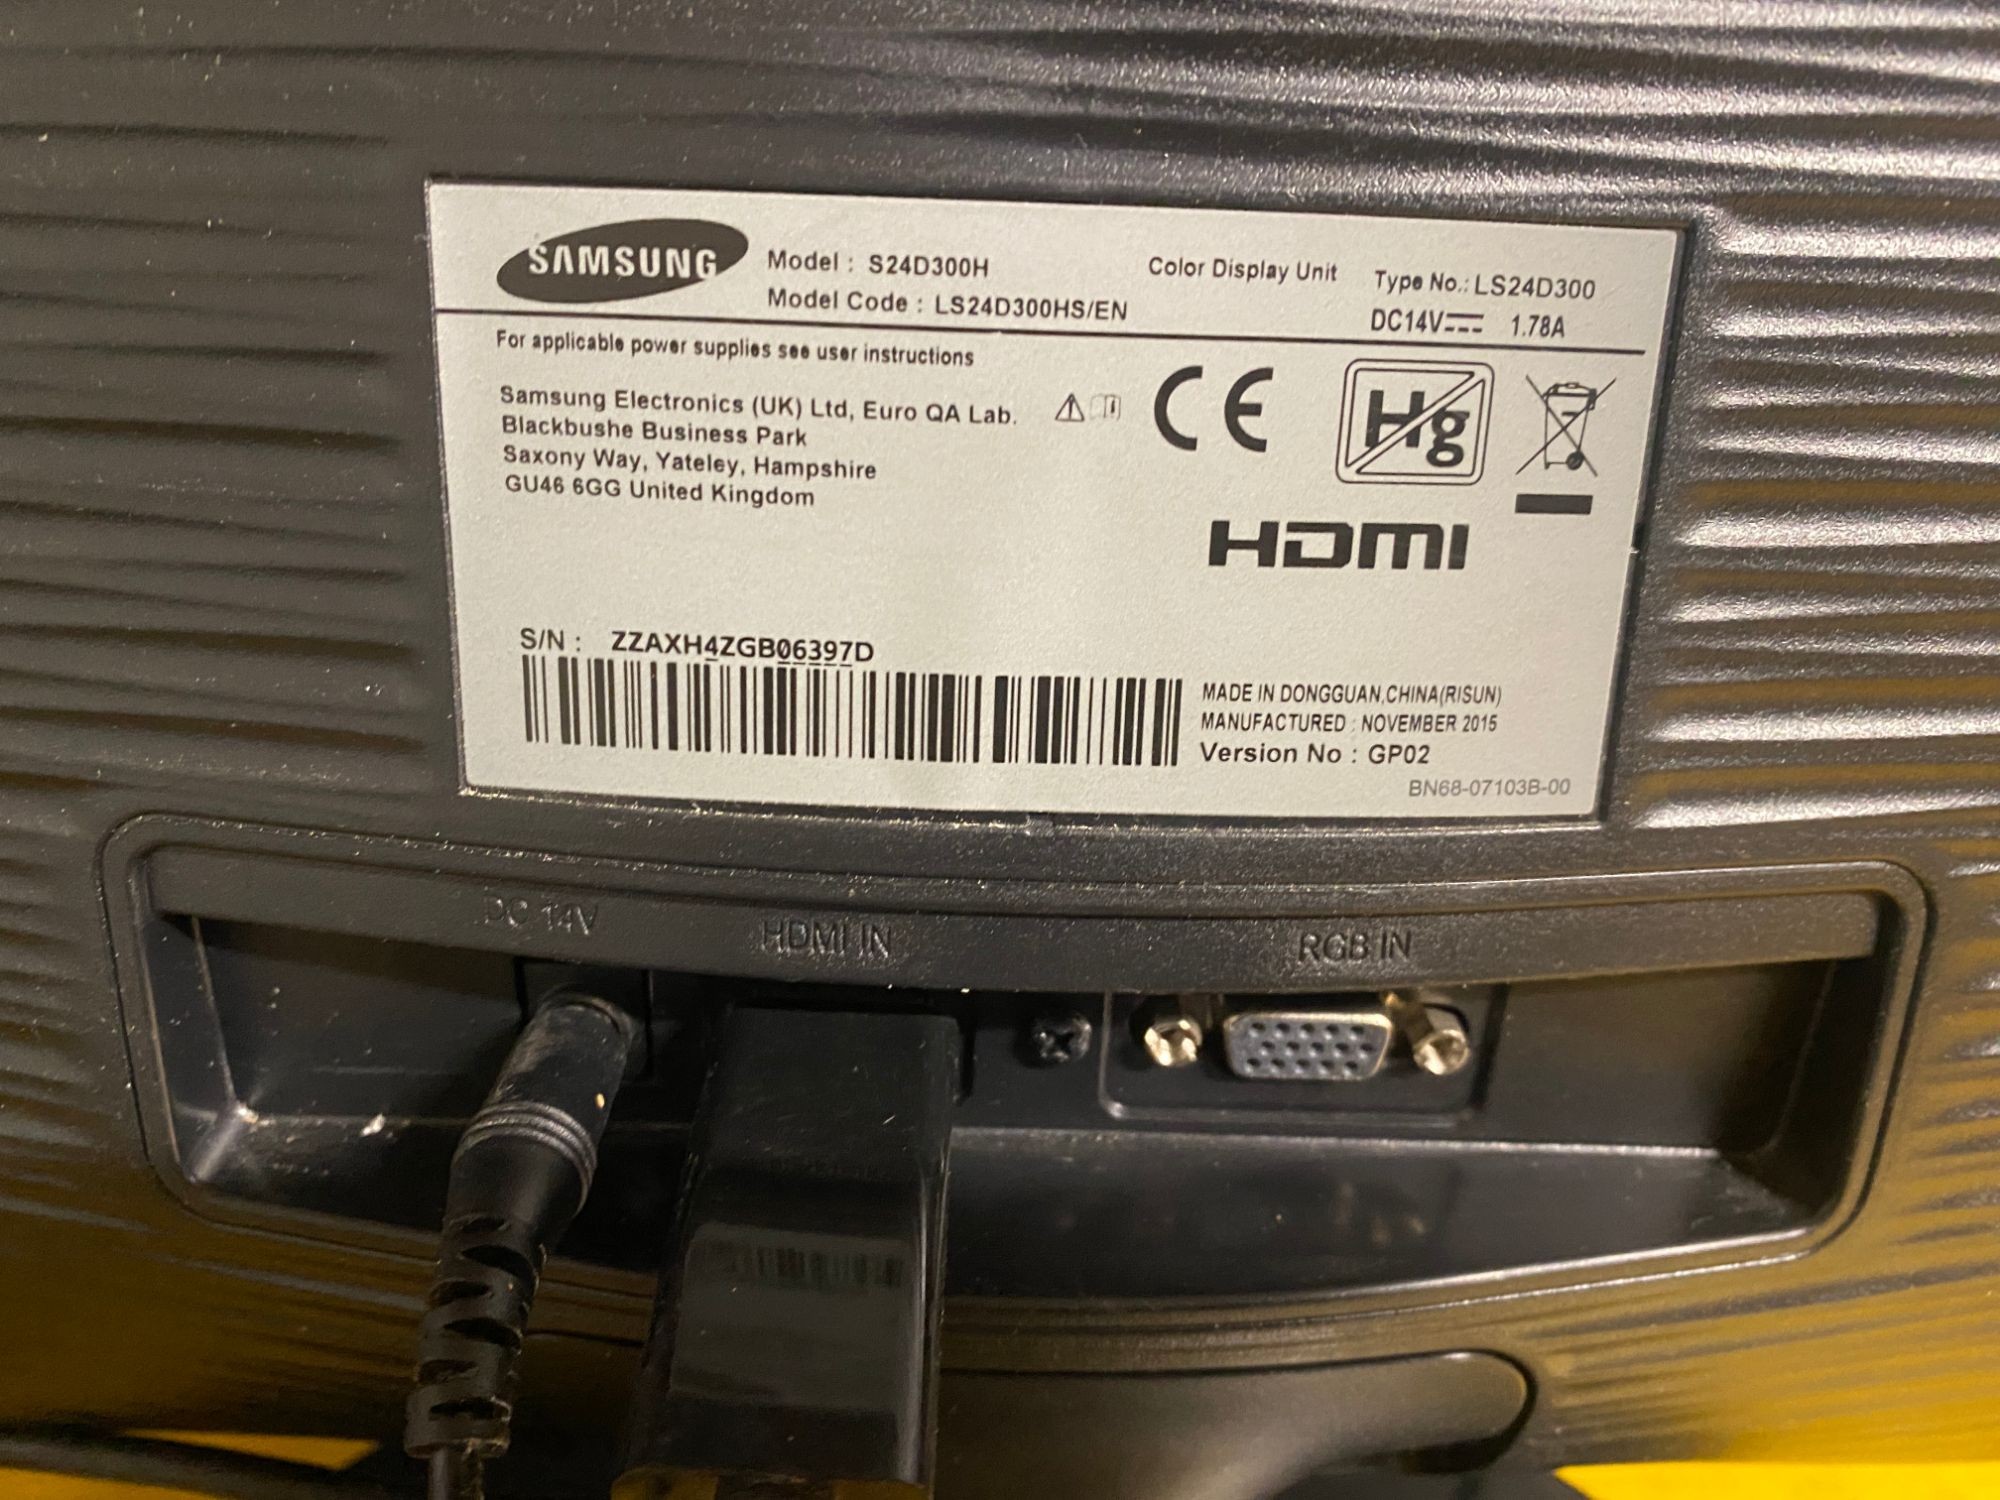 SAMSUNG
Model : S24D300H
Color Display Unit
Type No.: LS24D300
Model Code : LS24D300HS/EN
DC14V 1.78A
For applicable power supplies see user instructions
Samsung Electronics (UK) Ltd, Euro QA Lab.
Blackbushe Business Park
Saxony Way, Yateley, Hampshire
GU46 6GG United Kingdom
CE
Hg
HDMI
S/N : ZZAXH4ZGB06397D
MADE IN DONGGUAN,CHINA(RISUN)
MANUFACTURED : NOVEMBER 2015
Version No : GP02
BN68-07103B-00
DC 14V
HDMI IN
RGB IN